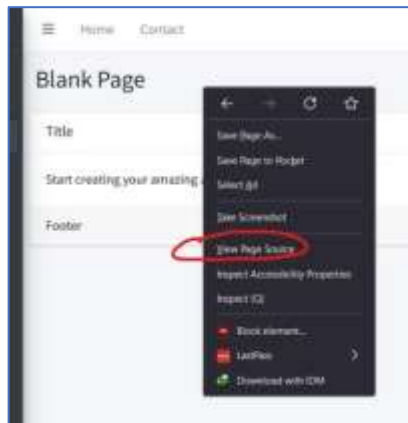 Home Contact
Blank Page
Title
Start creating your amazing
Footer
Save Page As...
Save Page to Pocket
Select All
Take Screenshot
View Page Source
Inspect Accessibility Properties
Inspect (Q)
Block element...
LastPass
Download with IDM